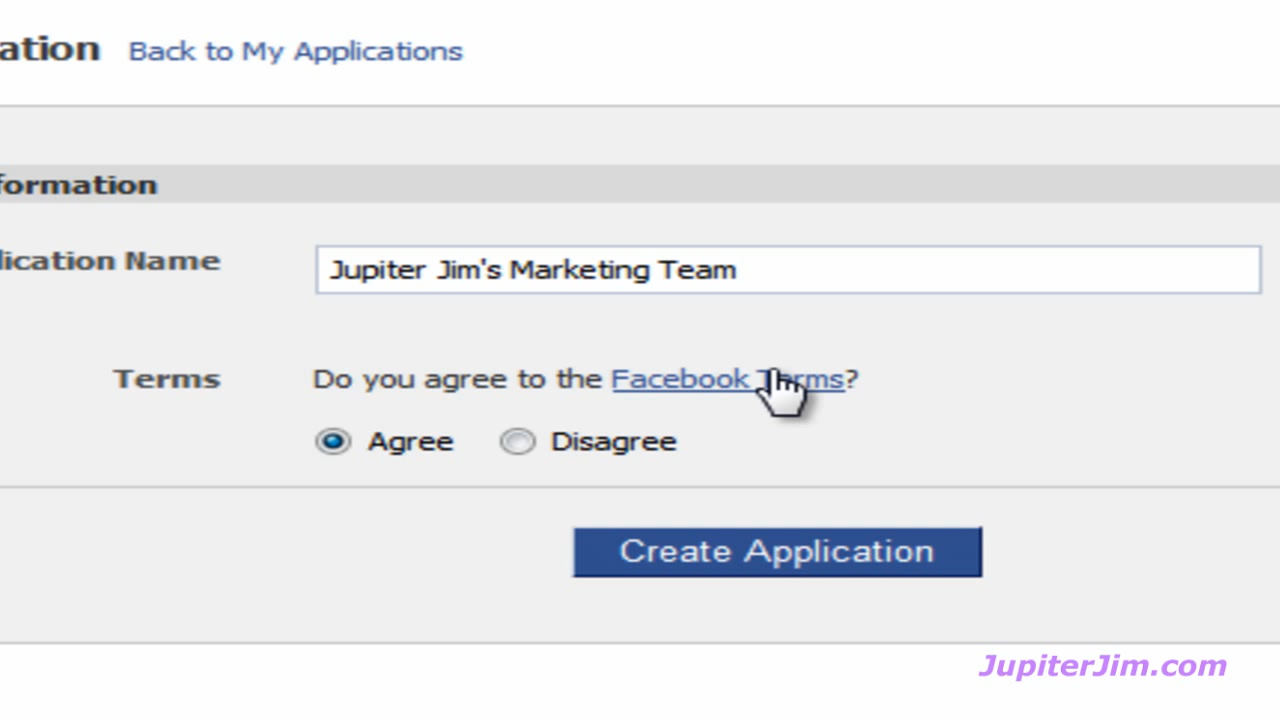 ation Back to My Applications
formation
lication Name Jupiter Jim's Marketing Team
Terms Do you agree to the Facebook Terms?
Agree Disagree
Create Application
JupiterJim.com